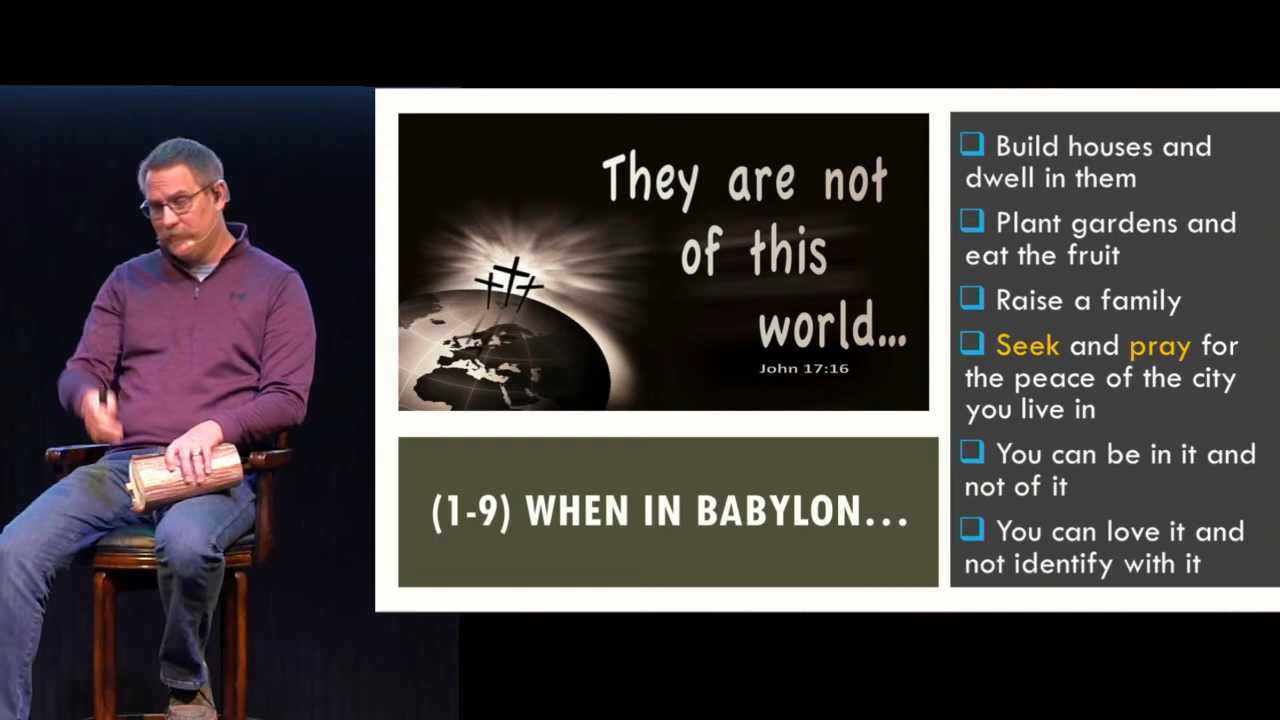 They are not
of this
world...
John 17:16
(1-9) WHEN IN BABYLON...
Build houses and
dwell in them
Plant gardens and
eat the fruit
Raise a family
Seek and pray for
the peace of the city
you live in
You can be in it and
not of it
You can love it and
not identify with it